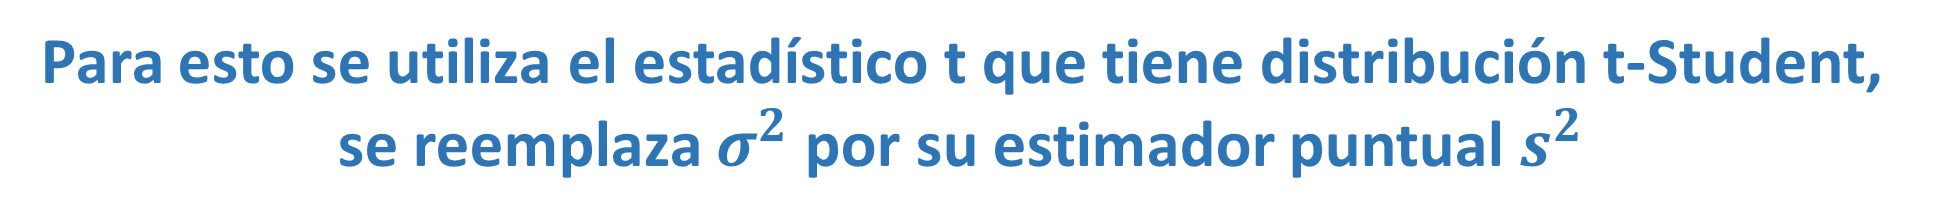 Para esto se utiliza el estadístico t que tiene distribución t-Student,
se reemplaza σ² por su estimador puntual s²